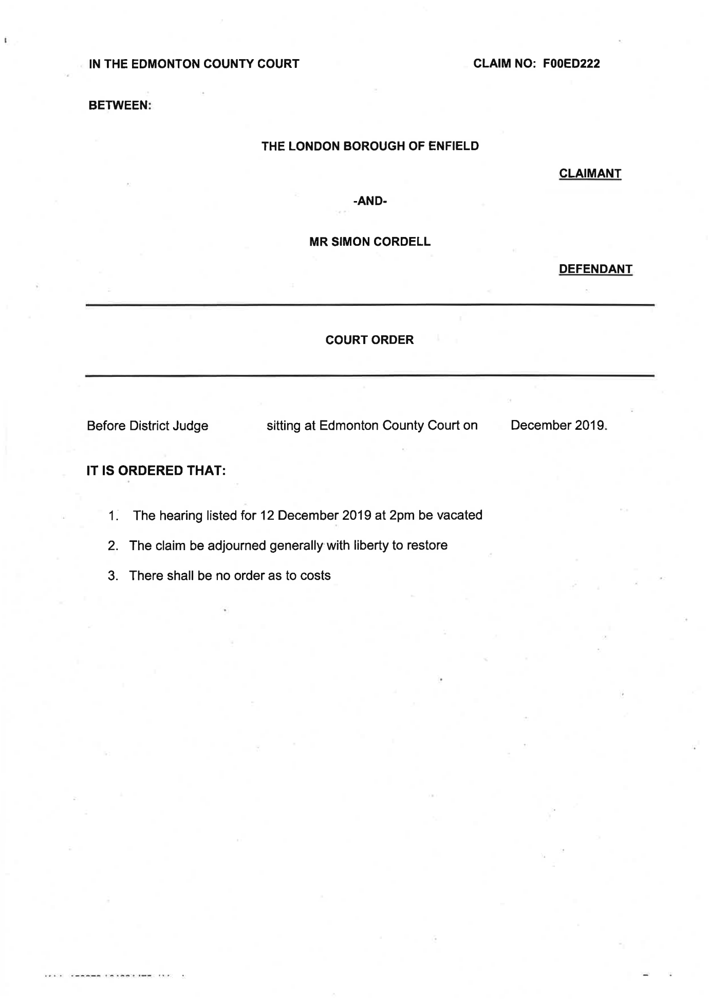 IN THE EDMONTON COUNTY COURT CLAIM NO: F00ED222
BETWEEN:
THE LONDON BOROUGH OF ENFIELD
CLAIMANT
-AND-
MR SIMON CORDELL
DEFENDANT
COURT ORDER
Before District Judge sitting at Edmonton County Court on December 2019.
IT IS ORDERED THAT:
1. The hearing listed for 12 December 2019 at 2pm be vacated
2. The claim be adjourned generally with liberty to restore
3. There shall be no order as to costs